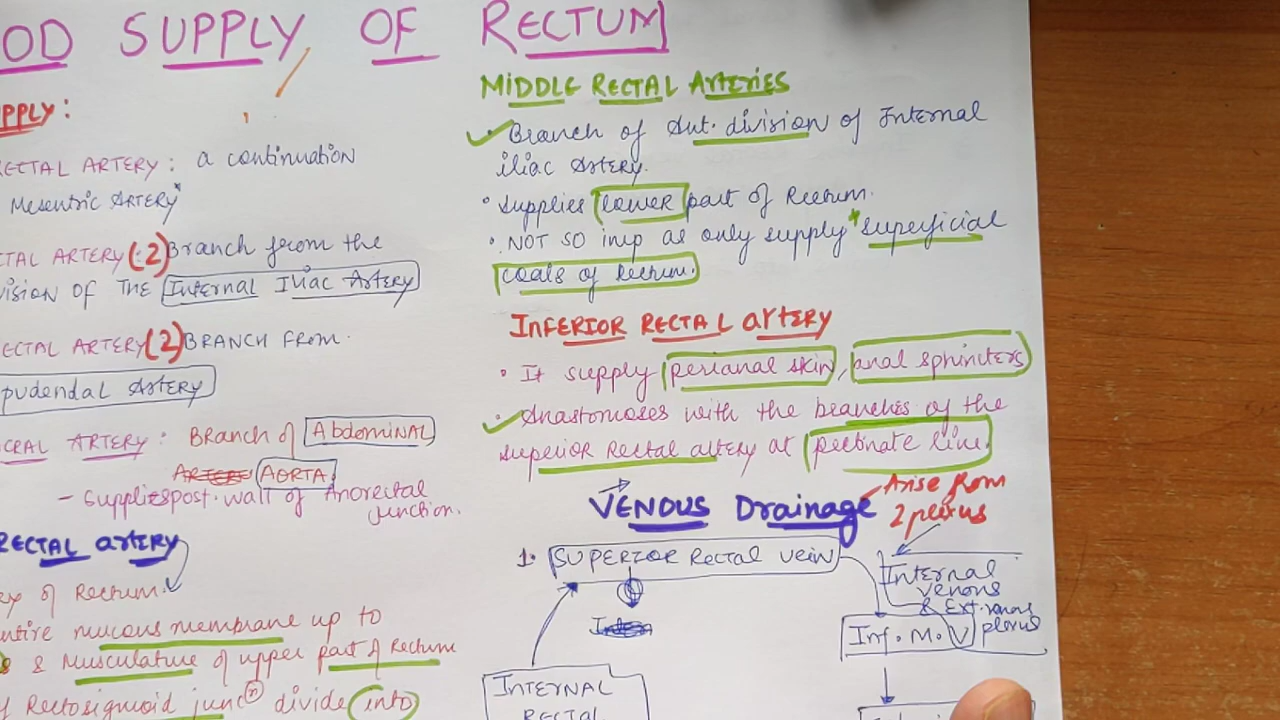 OD SUPPLY OF RECTUM
PPLY:
RECTAL ARTERY: a continuation
Mesentric ARTERY*
CTAL ARTERY (2) Branch from the
vision of THE Internal Iliac Artery
ECTAL ARTERY (2) BRANCH FROM.
pudendal Artery
CRAL ARTERY: BRANCH of Abdominal
AORTA.
- Supplies post. wall of Anorectal
junction.
RECTAL artery
ery of Rectum.
ntire mucous membrane up to
& Musculature of upper part of Rectum
Rectosigmoid juncⁿ divide into
MIDDLE RECTAL Arteries
• Branch of Ant. division of Internal
iliac Artery.
• Supplies lower part of Rectum.
• NOT SO imp as only supply * superficial
coats of Rectum.
INFERIOR RECTAL artery
• It supply perianal skin, anal sphincters
• Anastomoses with the branches of the
superior Rectal artery at pectinate line.
VENOUS Drainage
Arise from
2 plexus
1. SUPERIOR Rectal vein
Internal
venous
& Ext. venous
plexus
Inf. M. V
INTERNAL
RECTAL